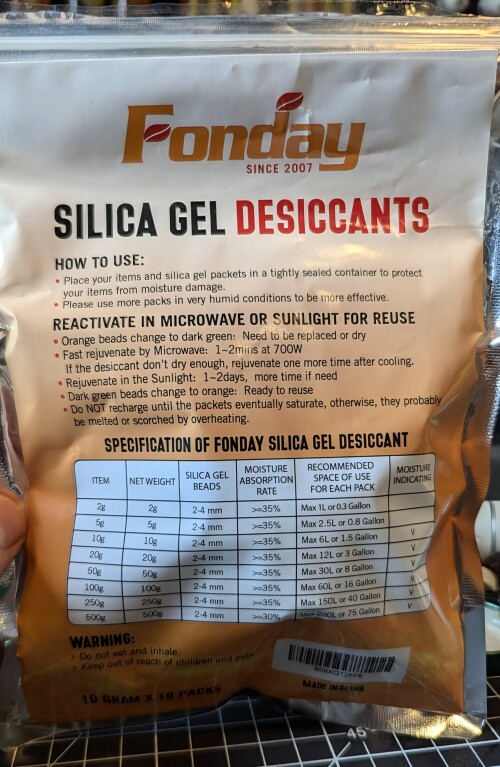 Fonday
SINCE 2007
SILICA GEL DESICCANTS
HOW TO USE:
• Place your items and silica gel packets in a tightly sealed container to protect
your items from moisture damage.
• Please use more packs in very humid conditions to be more effective.
REACTIVATE IN MICROWAVE OR SUNLIGHT FOR REUSE
• Orange beads change to dark green: Need to be replaced or dry
• Fast rejuvenate by Microwave: 1~2mins at 700W
If the desiccant don't dry enough, rejuvenate one more time after cooling.
• Rejuvenate in the Sunlight: 1~2days, more time if need
• Dark green beads change to orange: Ready to reuse
• Do NOT recharge until the packets eventually saturate, otherwise, they probably
be melted or scorched by overheating.
SPECIFICATION OF FONDAY SILICA GEL DESICCANT
ITEM NET WEIGHT SILICA GEL BEADS MOISTURE ABSORPTION RATE RECOMMENDED SPACE OF USE FOR EACH PACK MOISTURE INDICATING
2g 2g 2-4 mm >=35% Max 1L or 0.3 Gallon
5g 5g 2-4 mm >=35% Max 2.5L or 0.8 Gallon
10g 10g 2-4 mm >=35% Max 6L or 1.5 Gallon √
20g 20g 2-4 mm >=35% Max 12L or 3 Gallon √
50g 50g 2-4 mm >=35% Max 30L or 8 Gallon √
100g 100g 2-4 mm >=35% Max 60L or 16 Gallon √
250g 250g 2-4 mm >=35% Max 150L or 40 Gallon √
500g 500g 2-4 mm >=30% Max 300L or 75 Gallon
WARNING:
• Do not eat and inhale,
• Keep out of reach of children and pets
10 GRAM X 10 PACKS
MADE IN CHINA
45°